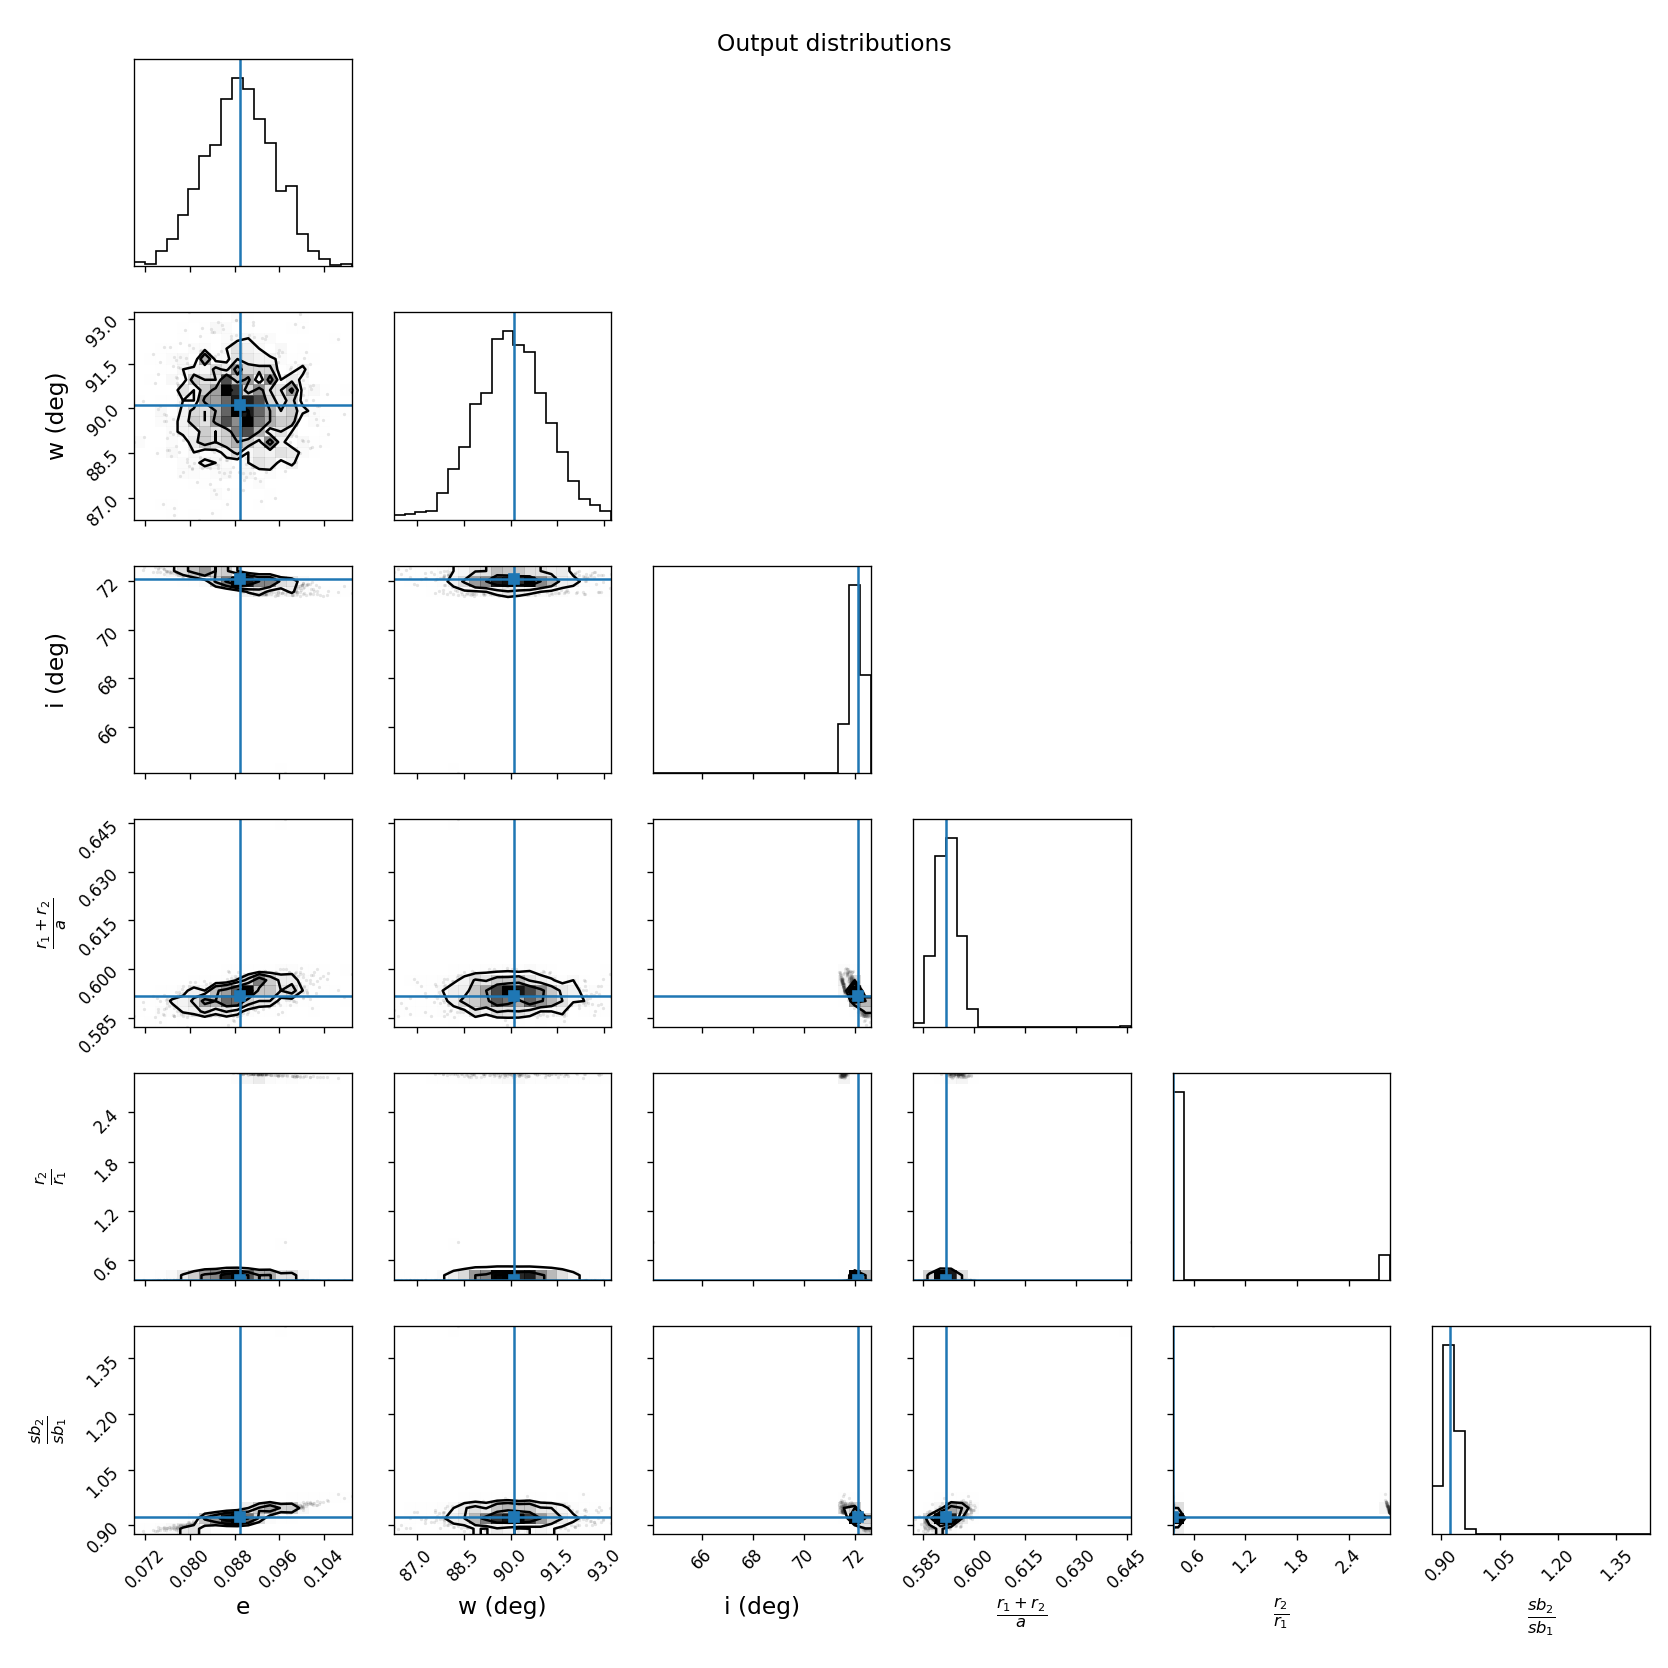 Output distributions
93.0
91.5
90.0
88.5
87.0
w (deg)
72
70
68
66
i (deg)
0.645
0.630
0.615
0.600
0.585
r₁ + r₂
a
2.4
1.8
1.2
0.6
r₂
r₁
1.35
1.20
1.05
0.90
sb₂
sb₁
0.072 0.080 0.088 0.096 0.104
87.0 88.5 90.0 91.5 93.0
66 68 70 72
0.585 0.600 0.615 0.630 0.645
0.6 1.2 1.8 2.4
0.90 1.05 1.20 1.35
e
w (deg)
i (deg)
r₁ + r₂
a
r₂
r₁
sb₂
sb₁